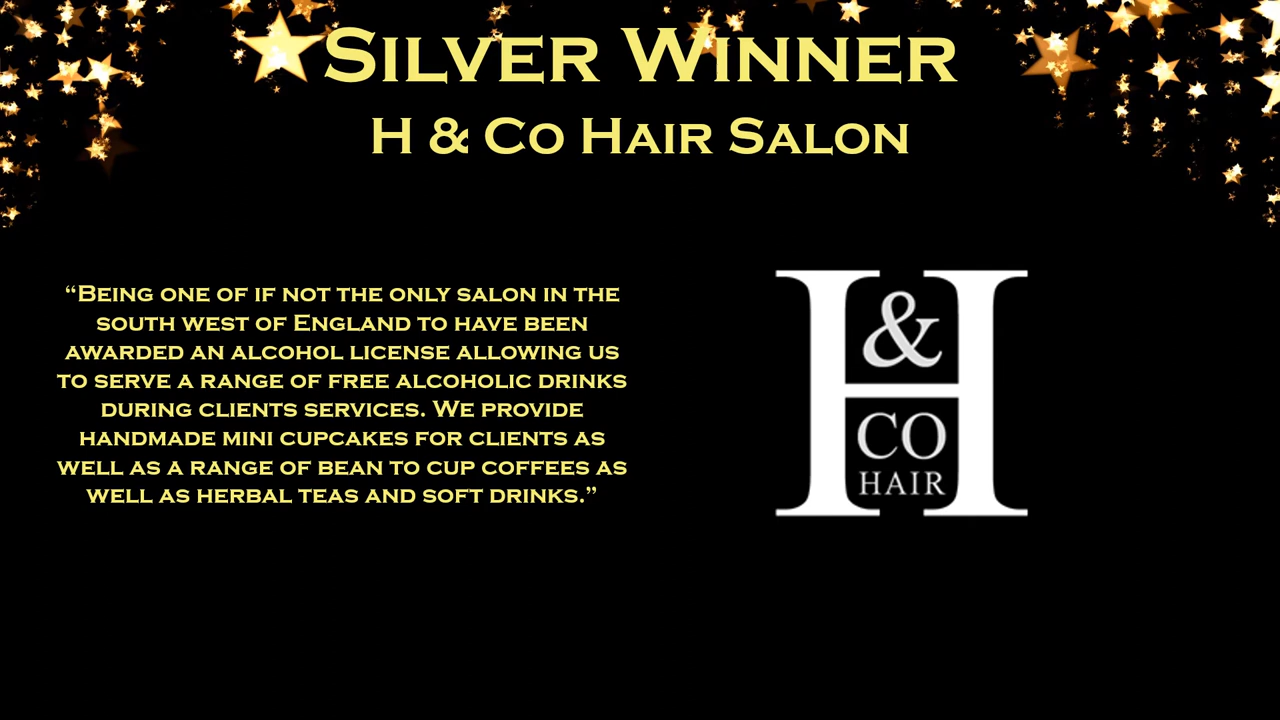 Silver Winner
H & Co Hair Salon
“Being one of if not the only salon in the
south west of England to have been
awarded an alcohol license allowing us
to serve a range of free alcoholic drinks
during clients services. We provide
handmade mini cupcakes for clients as
well as a range of bean to cup coffees as
well as herbal teas and soft drinks.”
H
&
CO
HAIR